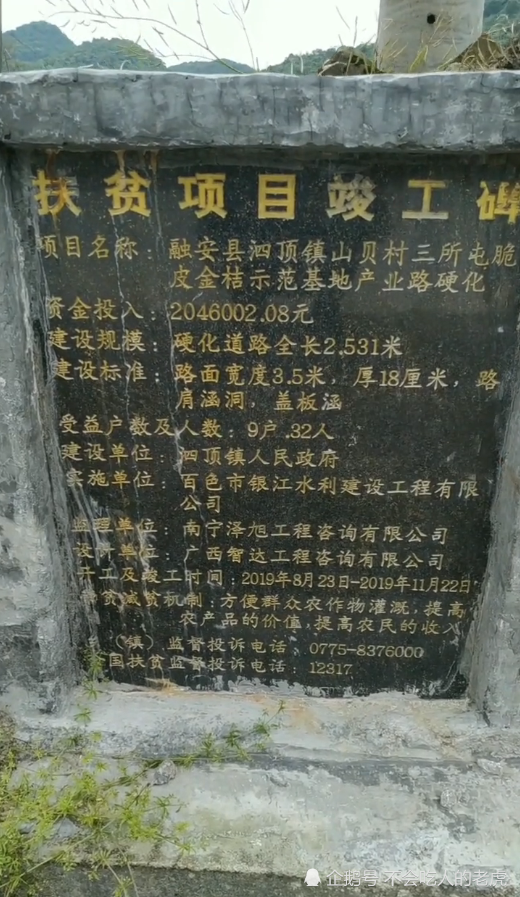 扶贫项目竣工碑
项目名称：融安县泗顶镇山贝村三所屯脆
皮金桔示范基地产业路硬化
资金投入：2046002.08元
建设规模：硬化道路全长2.531米
建设标准：路面宽度3.5米，厚18厘米，路
肩涵洞，盖板涵
受益户数及人数：9户.32人
建设单位：泗顶镇人民政府
实施单位：百色市银江水利建设工程有限
公司
监理单位：南宁泽旭工程咨询有限公司
设计单位：广西智达工程咨询有限公司
开工及竣工时间：2019年8月23日-2019年11月22日
带贫减贫机制：方便群众农作物灌溉，提高
农产品的价值，提高农民的收入
（镇）监督投诉电话：0775-8376000
国扶贫监督投诉电话：12317
企鹅号 不会吃人的老虎